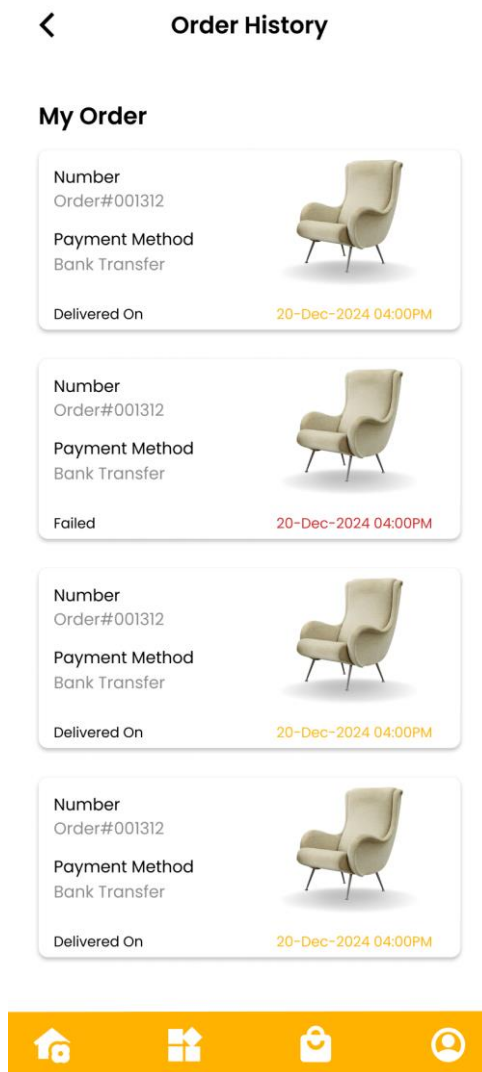 Order History
My Order
Number
Order#001312
Payment Method
Bank Transfer
Delivered On 20-Dec-2024 04:00PM
Number
Order#001312
Payment Method
Bank Transfer
Failed 20-Dec-2024 04:00PM
Number
Order#001312
Payment Method
Bank Transfer
Delivered On 20-Dec-2024 04:00PM
Number
Order#001312
Payment Method
Bank Transfer
Delivered On 20-Dec-2024 04:00PM